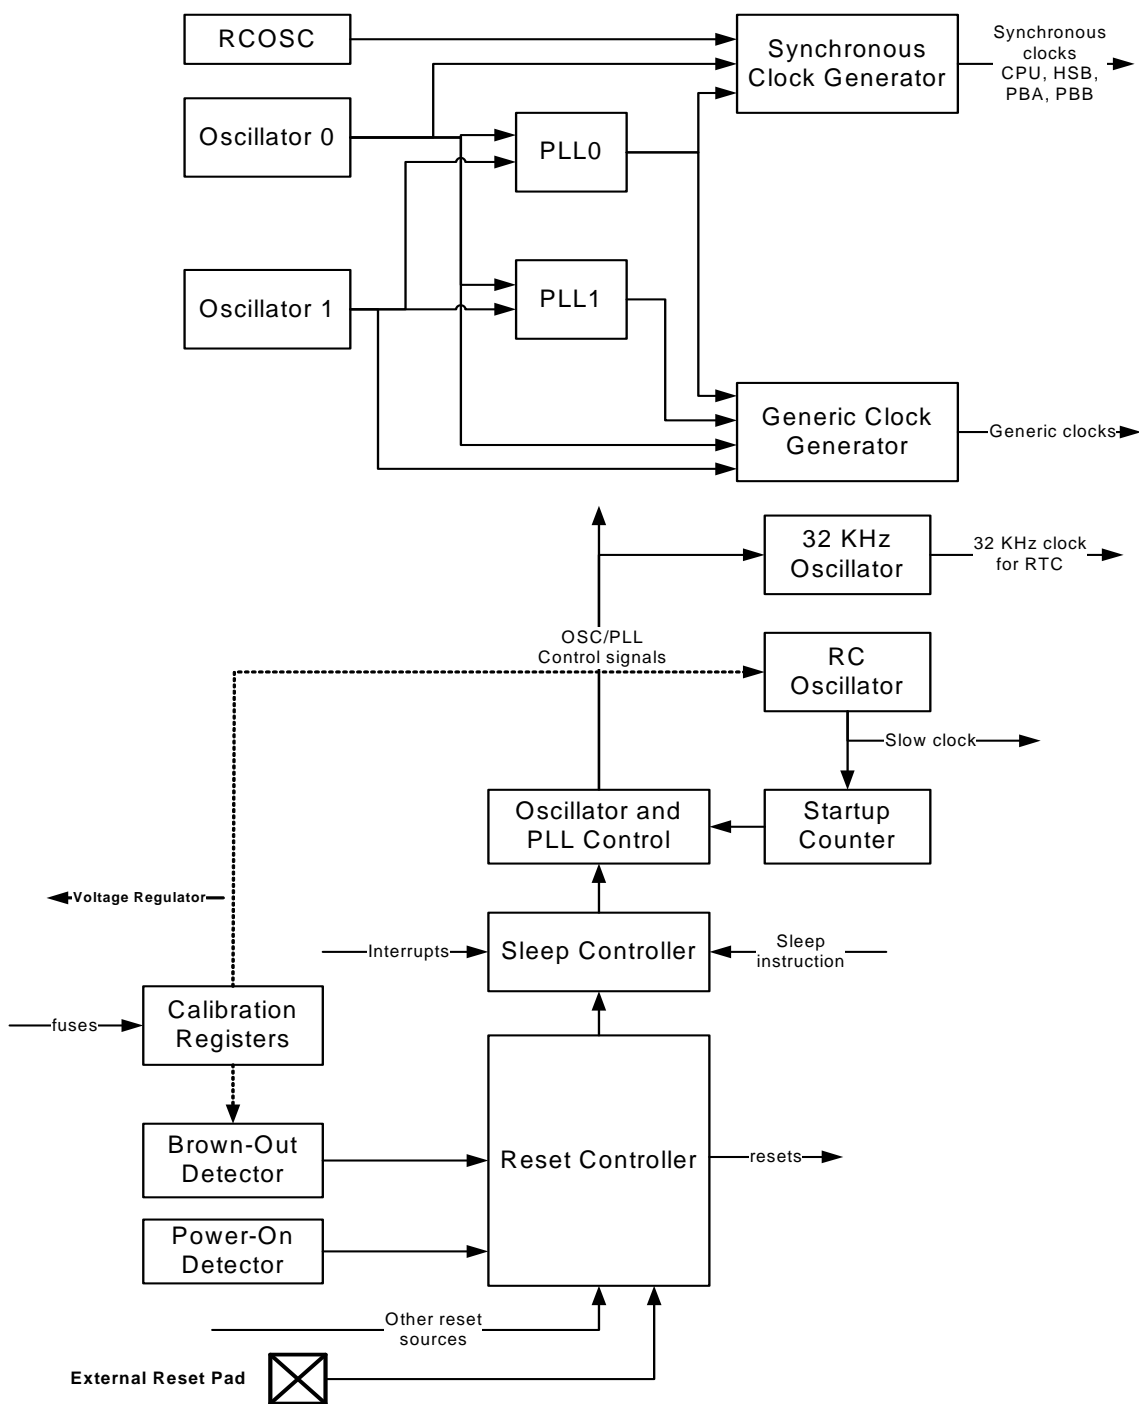 RCOSC
Synchronous
Clock Generator
Synchronous
clocks
CPU, HSB,
PBA, PBB
Oscillator 0
PLL0
Oscillator 1
PLL1
Generic Clock
Generator
Generic clocks
32 KHz
Oscillator
32 KHz clock
for RTC
OSC/PLL
Control signals
RC
Oscillator
Slow clock
Oscillator and
PLL Control
Startup
Counter
Voltage Regulator
Interrupts
Sleep Controller
Sleep
instruction
fuses
Calibration
Registers
Brown-Out
Detector
Reset Controller
resets
Power-On
Detector
Other reset
sources
External Reset Pad